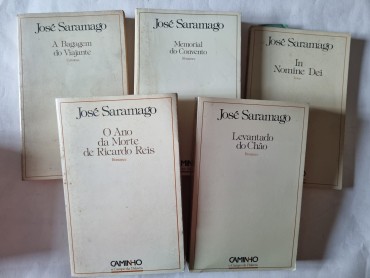 José Saramago
A Bagagem
do Viajante
José Saramago
Memorial
do Convento
Romance
José Saramago
In
Nomine Dei
José Saramago
O Ano
da Morte
de Ricardo Reis
Romance
CAMINHO
José Saramago
Levantado
do Chão
Romance
CAMINHO